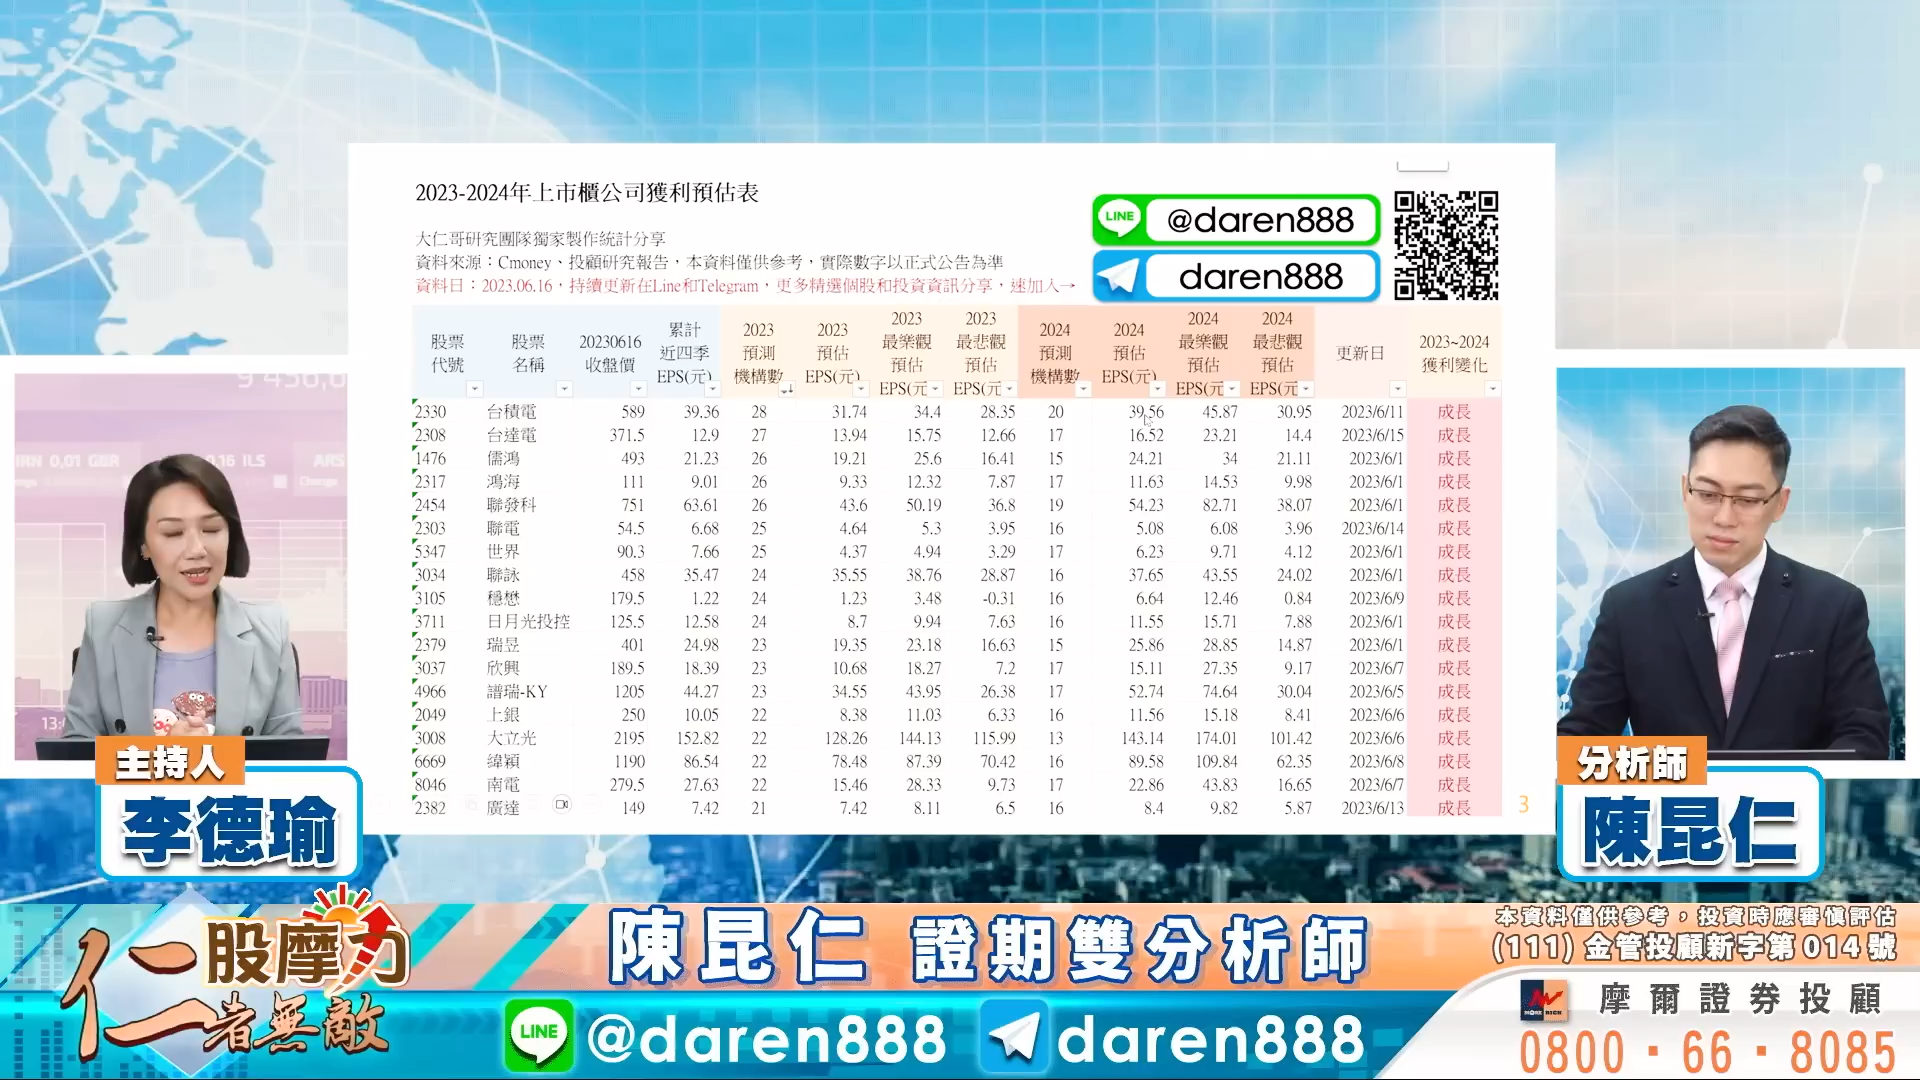 2023-2024年上市櫃公司獲利預估表
大仁哥研究團隊獨家製作統計分享
資料來源：Cmoney、投顧研究報告，本資料僅供參考，實際數字以正式公告為準
資料日：2023.06.16，持續更新在Line和Telegram，更多精選個股和投資資訊分享，速加入→
LINE @daren888
daren888
股票代號 股票名稱 20230616收盤價 累計近四季EPS(元) 2023預測機構數 2023預估EPS(元) 2023最樂觀預估EPS(元 2023最悲觀預估EPS(元 2024預測機構數 2024預估EPS(元) 2024最樂觀預估EPS(元 2024最悲觀預估EPS(元 更新日 2023~2024獲利變化
2330 台積電 589 39.36 28 31.74 34.4 28.35 20 39.56 45.87 30.95 2023/6/11 成長
2308 台達電 371.5 12.9 27 13.94 15.75 12.66 17 16.52 23.21 14.4 2023/6/15 成長
1476 儒鴻 493 21.23 26 19.21 25.6 16.41 15 24.21 34 21.11 2023/6/1 成長
2317 鴻海 111 9.01 26 9.33 12.32 7.87 17 11.63 14.53 9.98 2023/6/1 成長
2454 聯發科 751 63.61 26 43.6 50.19 36.8 19 54.23 82.71 38.07 2023/6/1 成長
2303 聯電 54.5 6.68 25 4.64 5.3 3.95 16 5.08 6.08 3.96 2023/6/14 成長
5347 世界 90.3 7.66 25 4.37 4.94 3.29 17 6.23 9.71 4.12 2023/6/1 成長
3034 聯詠 458 35.47 24 35.55 38.76 28.87 16 37.65 43.55 24.02 2023/6/1 成長
3105 穩懋 179.5 1.22 24 1.23 3.48 -0.31 16 6.64 12.46 0.84 2023/6/9 成長
3711 日月光投控 125.5 12.58 24 8.7 9.94 7.63 16 11.55 15.71 7.88 2023/6/1 成長
2379 瑞昱 401 24.98 23 19.35 23.18 16.63 15 25.86 28.85 14.87 2023/6/1 成長
3037 欣興 189.5 18.39 23 10.68 18.27 7.2 17 15.11 27.35 9.17 2023/6/7 成長
4966 譜瑞-KY 1205 44.27 23 34.55 43.95 26.38 17 52.74 74.64 30.04 2023/6/5 成長
2049 上銀 250 10.05 22 8.38 11.03 6.33 16 11.56 15.18 8.41 2023/6/6 成長
3008 大立光 2195 152.82 22 128.26 144.13 115.99 13 143.14 174.01 101.42 2023/6/6 成長
6669 緯穎 1190 86.54 22 78.48 87.39 70.42 16 89.58 109.84 62.35 2023/6/8 成長
8046 南電 279.5 27.63 22 15.46 28.33 9.73 17 22.86 43.83 16.65 2023/6/7 成長
2382 廣達 149 7.42 21 7.42 8.11 6.5 16 8.4 9.82 5.87 2023/6/13 成長
3
主持人
李德瑜
分析師
陳昆仁
股摩力
仁者無敵
陳昆仁 證期雙分析師
LINE @daren888 daren888
本資料僅供參考，投資時應審慎評估
(111) 金管投顧新字第014號
摩爾證券投顧
0800·66·8085